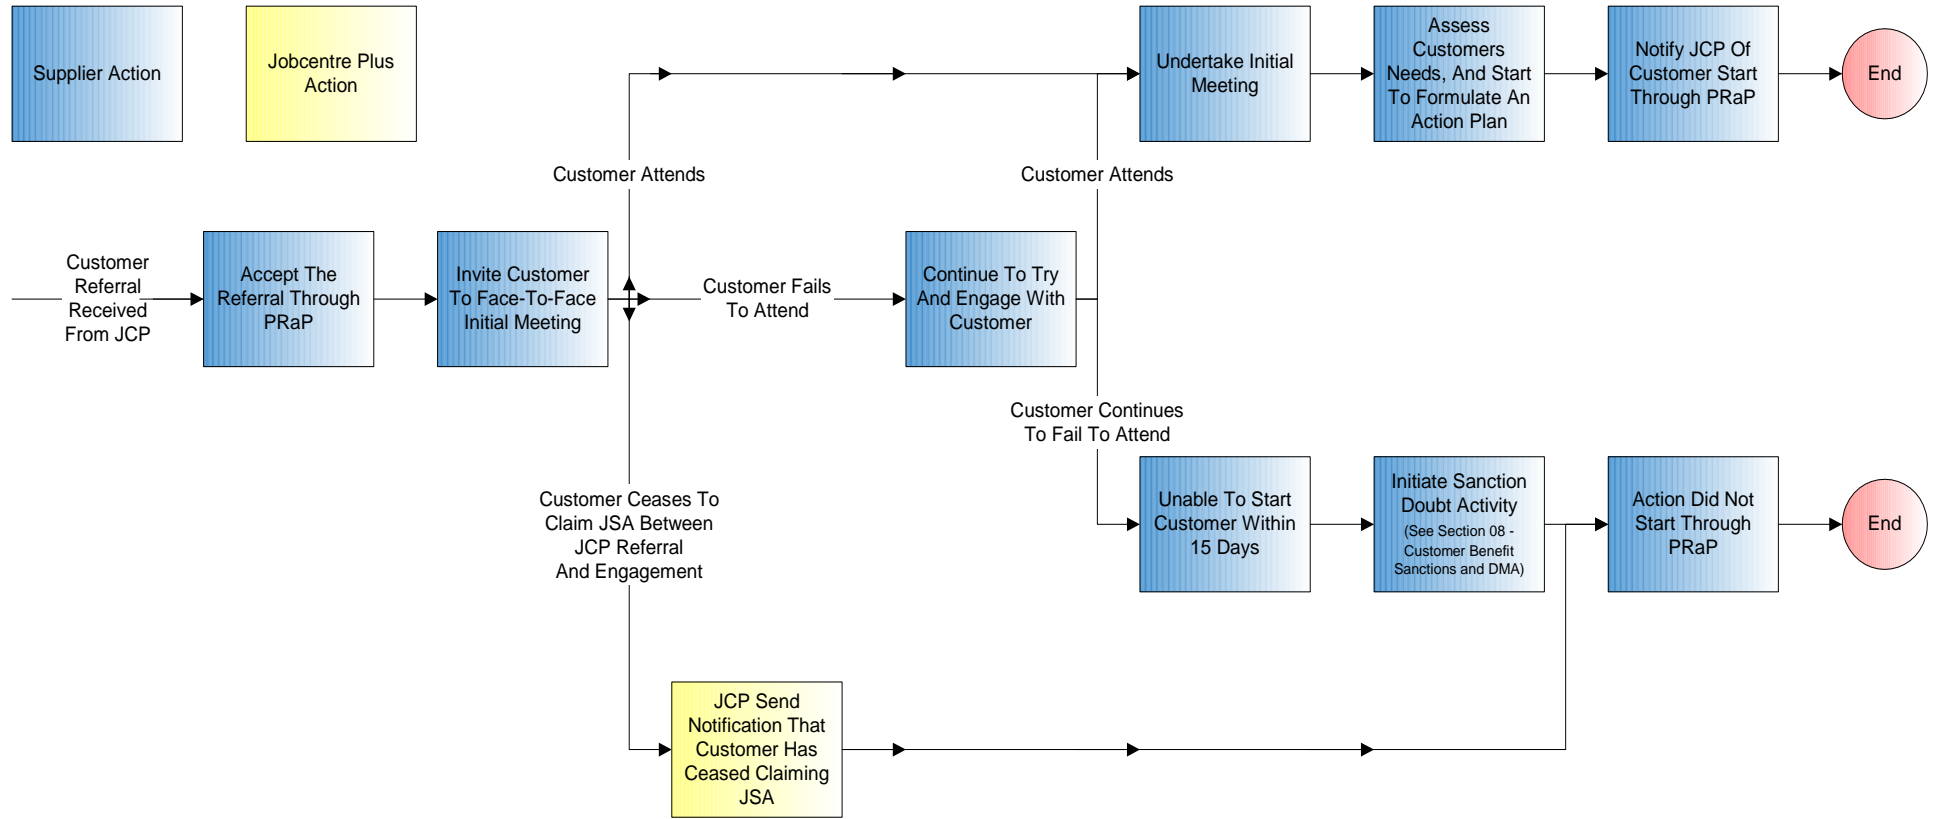 Supplier Action
Jobcentre Plus
Action
Undertake Initial
Meeting
Assess
Customers
Needs, And Start
To Formulate An
Action Plan
Notify JCP Of
Customer Start
Through PRaP
End
Customer Attends
Customer Attends
Customer
Referral
Received
From JCP
Accept The
Referral Through
PRaP
Invite Customer
To Face-To-Face
Initial Meeting
Customer Fails
To Attend
Continue To Try
And Engage With
Customer
Customer Continues
To Fail To Attend
Customer Ceases To
Claim JSA Between
JCP Referral
And Engagement
Unable To Start
Customer Within
15 Days
Initiate Sanction
Doubt Activity
(See Section 08 -
Customer Benefit
Sanctions and DMA)
Action Did Not
Start Through
PRaP
End
JCP Send
Notification That
Customer Has
Ceased Claiming
JSA